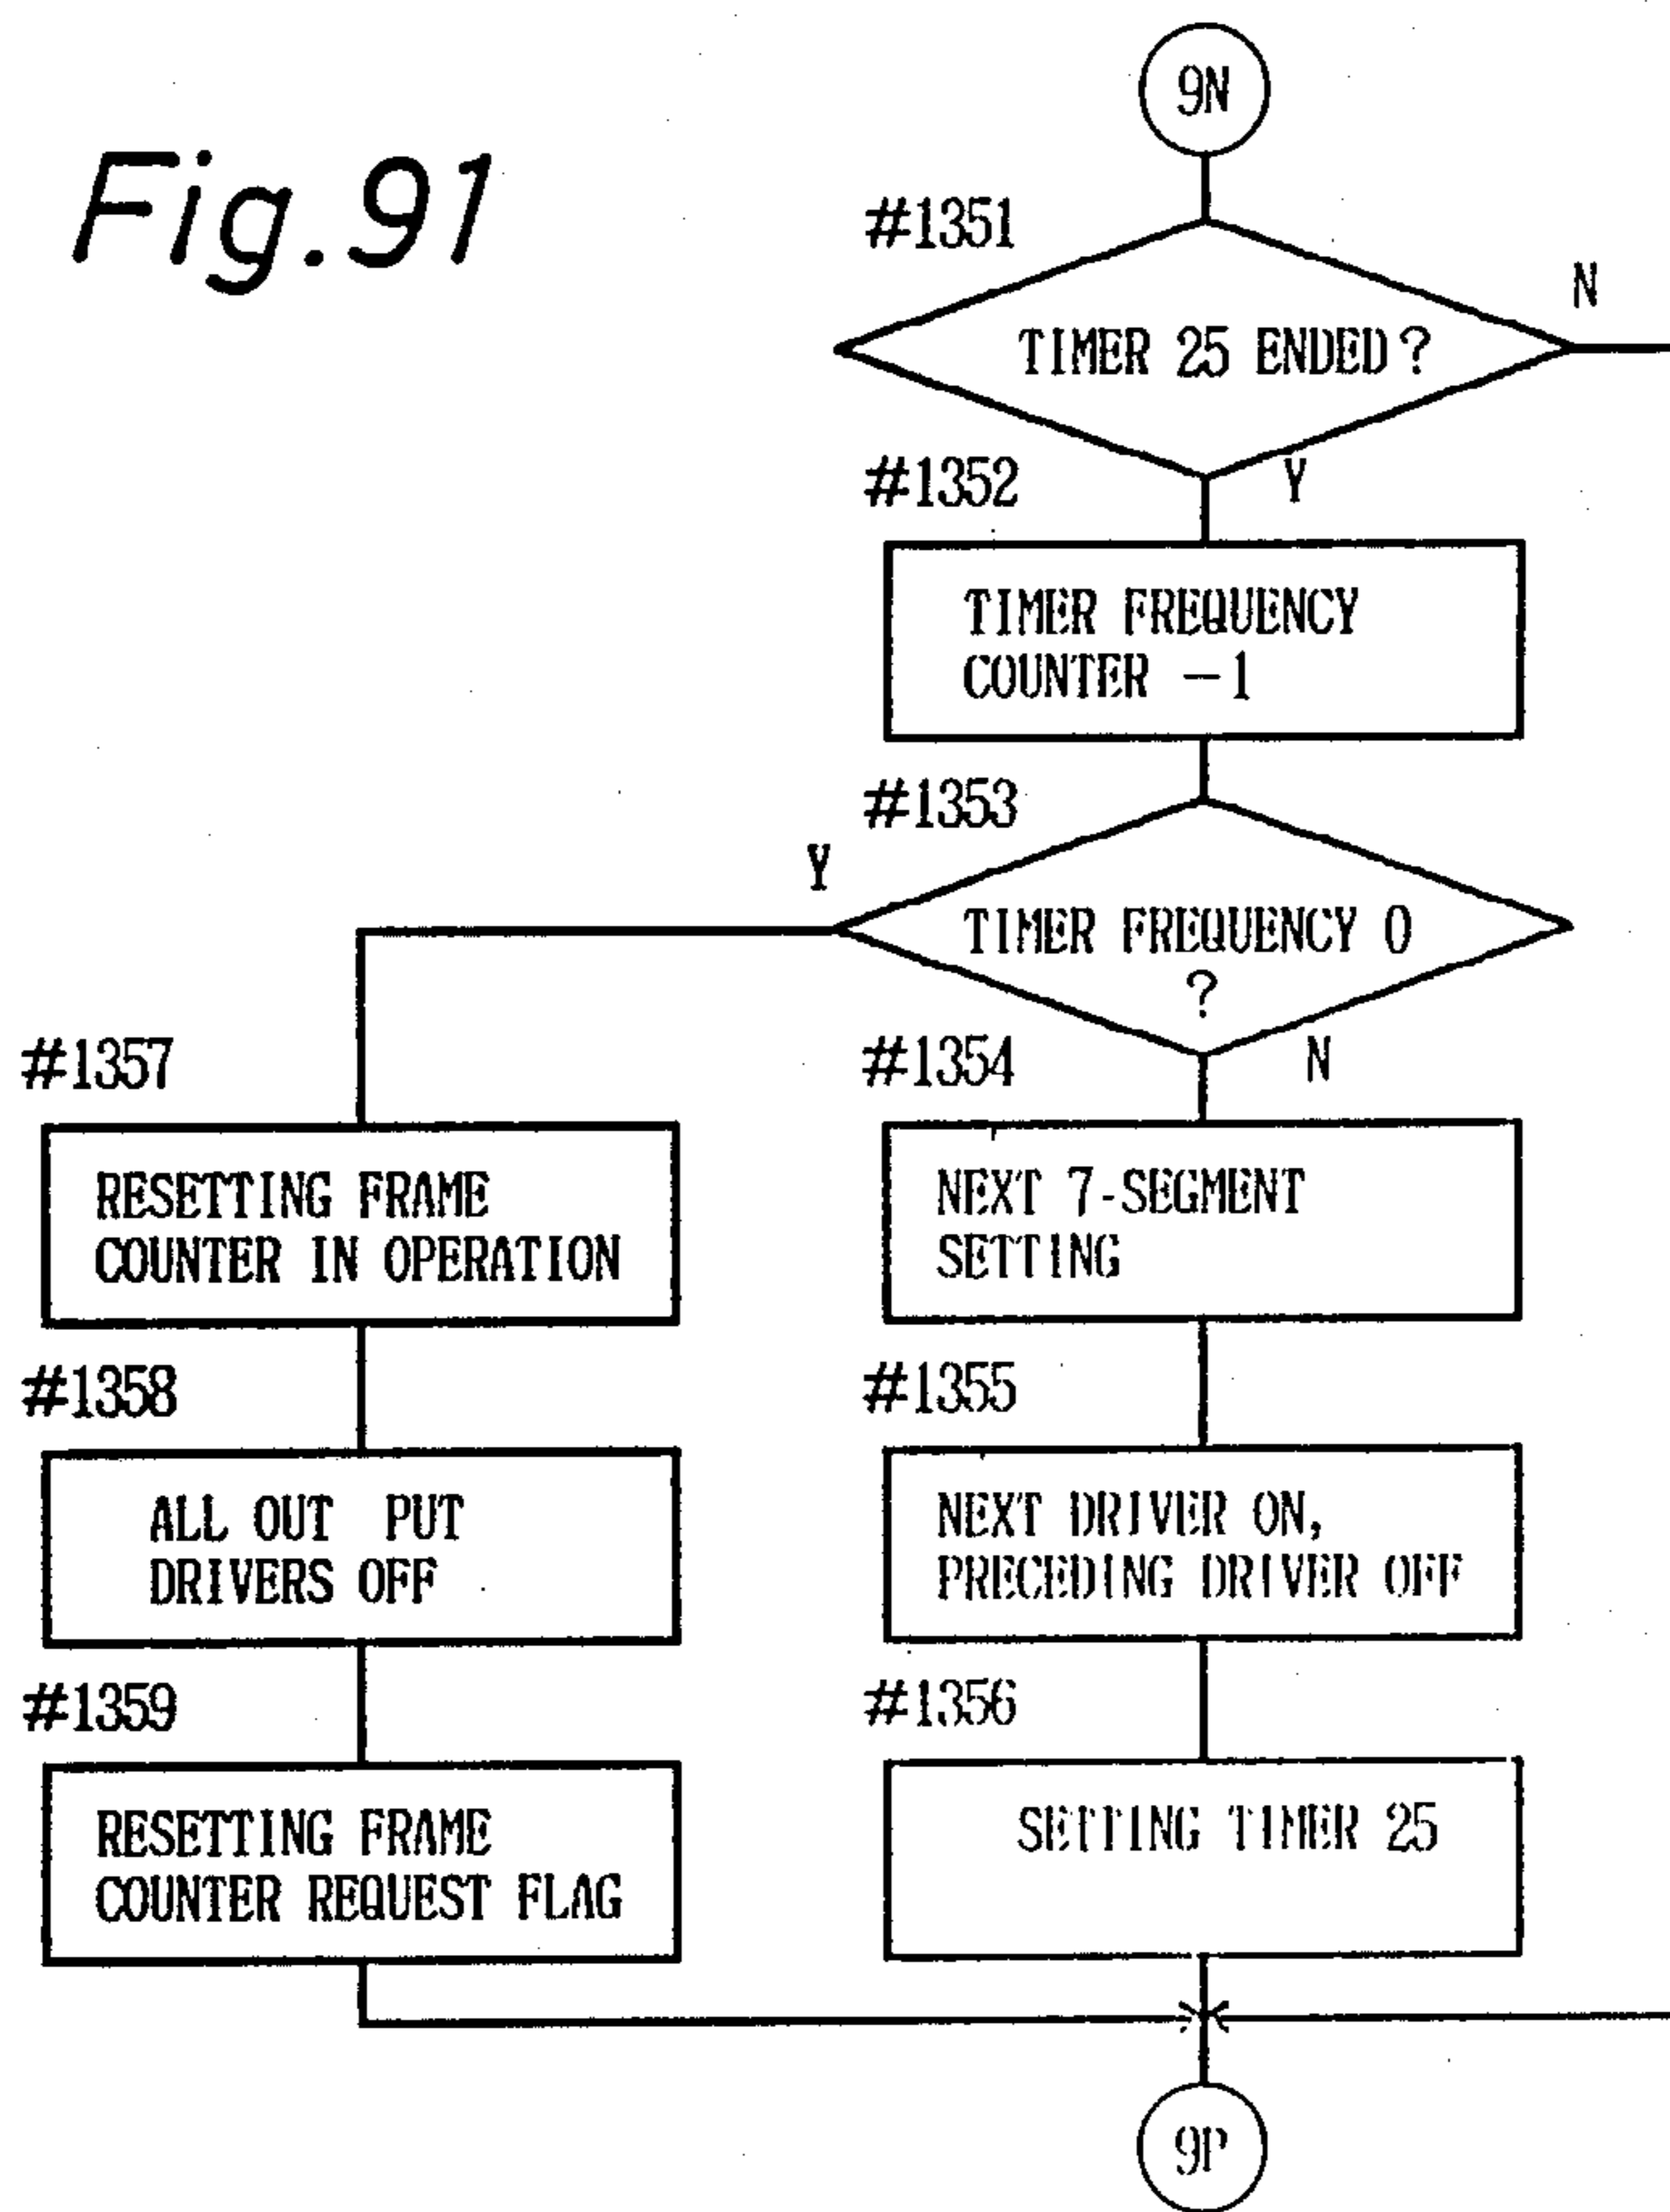 Fig.91
9N
#1351
TIMER 25 ENDED?
N
Y
#1352
TIMER FREQUENCY
COUNTER -1
#1353
TIMER FREQUENCY 0
?
Y
N
#1357
RESETTING FRAME
COUNTER IN OPERATION
#1358
ALL OUT PUT
DRIVERS OFF
#1359
RESETTING FRAME
COUNTER REQUEST FLAG
#1354
NEXT 7-SEGMENT
SETTING
#1355
NEXT DRIVER ON,
PRECEDING DRIVER OFF
#1356
SETTING TIMER 25
9P